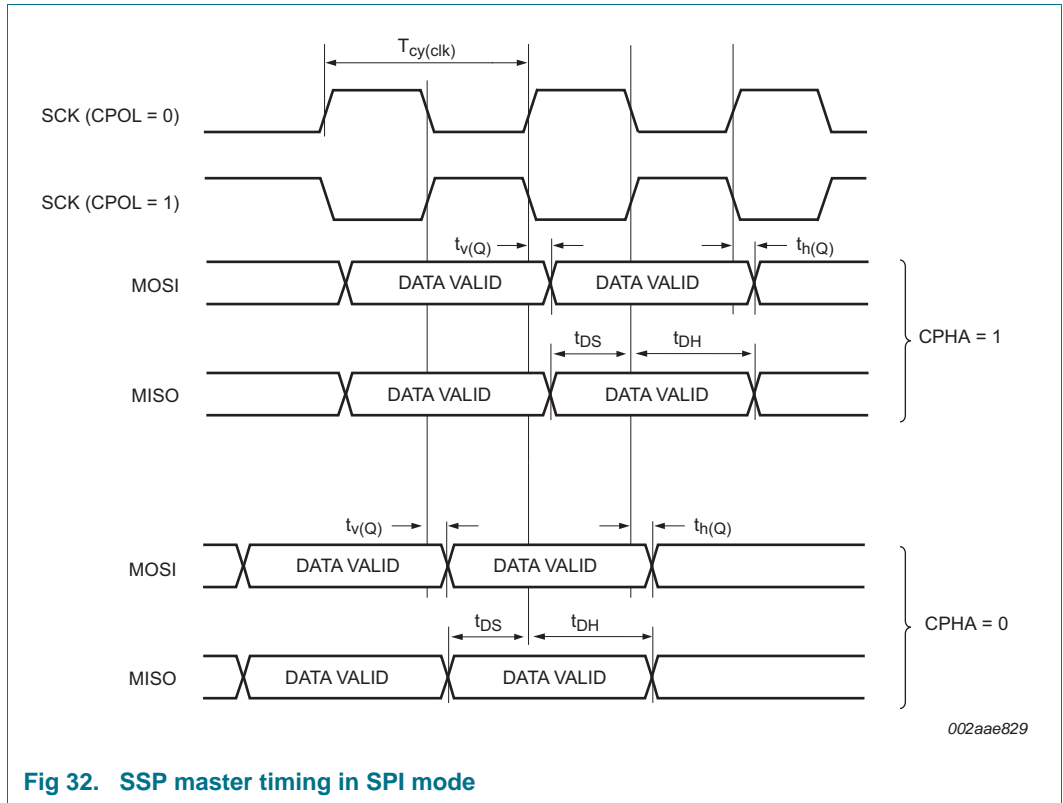 Tcy(clk)
SCK (CPOL = 0)
SCK (CPOL = 1)
tv(Q) th(Q)
MOSI DATA VALID DATA VALID
tDS tDH CPHA = 1
MISO DATA VALID DATA VALID
tv(Q) th(Q)
MOSI DATA VALID DATA VALID
tDS tDH CPHA = 0
MISO DATA VALID DATA VALID
002aae829
Fig 32. SSP master timing in SPI mode